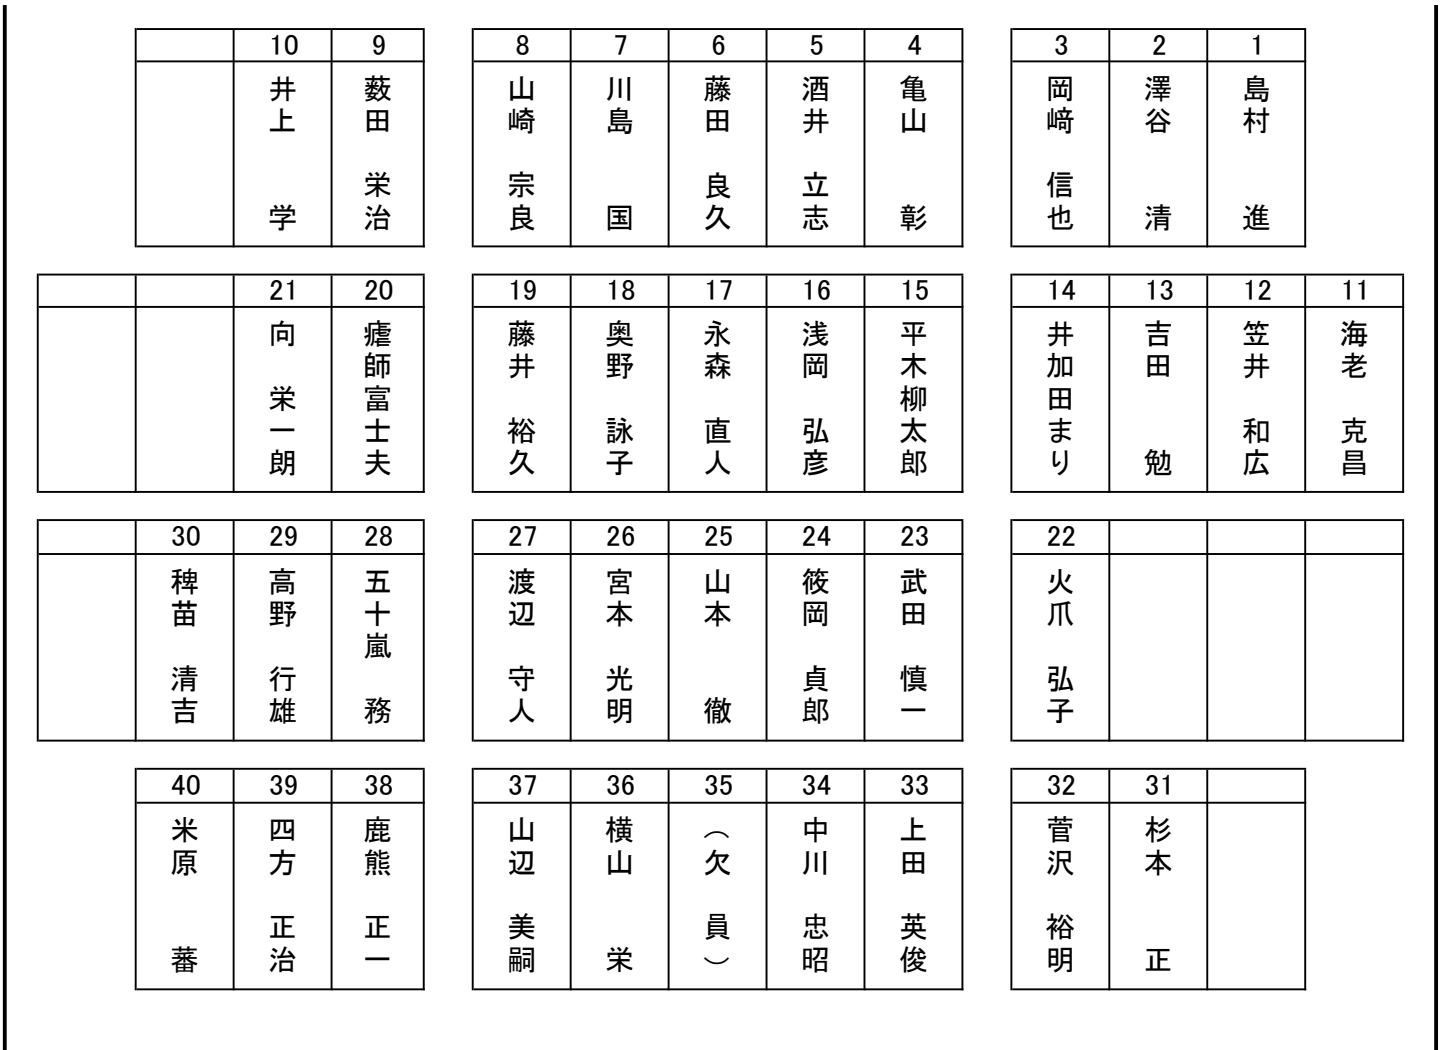 1
島村 進
2
澤谷 清
3
岡﨑 信也
4
亀山 彰
5
酒井 立志
6
藤田 良久
7
川島 国
8
山崎 宗良
9
薮田 栄治
10
井上 学
11
海老 克昌
12
笠井 和広
13
吉田 勉
14
井加田まり
15
平木柳太郎
16
浅岡 弘彦
17
永森 直人
18
奥野 詠子
19
藤井 裕久
20
瘧師富士夫
21
向 栄一朗
22
火爪 弘子
23
武田 慎一
24
筱岡 貞郎
25
山本 徹
26
宮本 光明
27
渡辺 守人
28
五十嵐 務
29
高野 行雄
30
稗苗 清吉
31
杉本 正
32
菅沢 裕明
33
上田 英俊
34
中川 忠昭
35
（欠 員）
36
横山 栄
37
山辺 美嗣
38
鹿熊 正一
39
四方 正治
40
米原 蕃